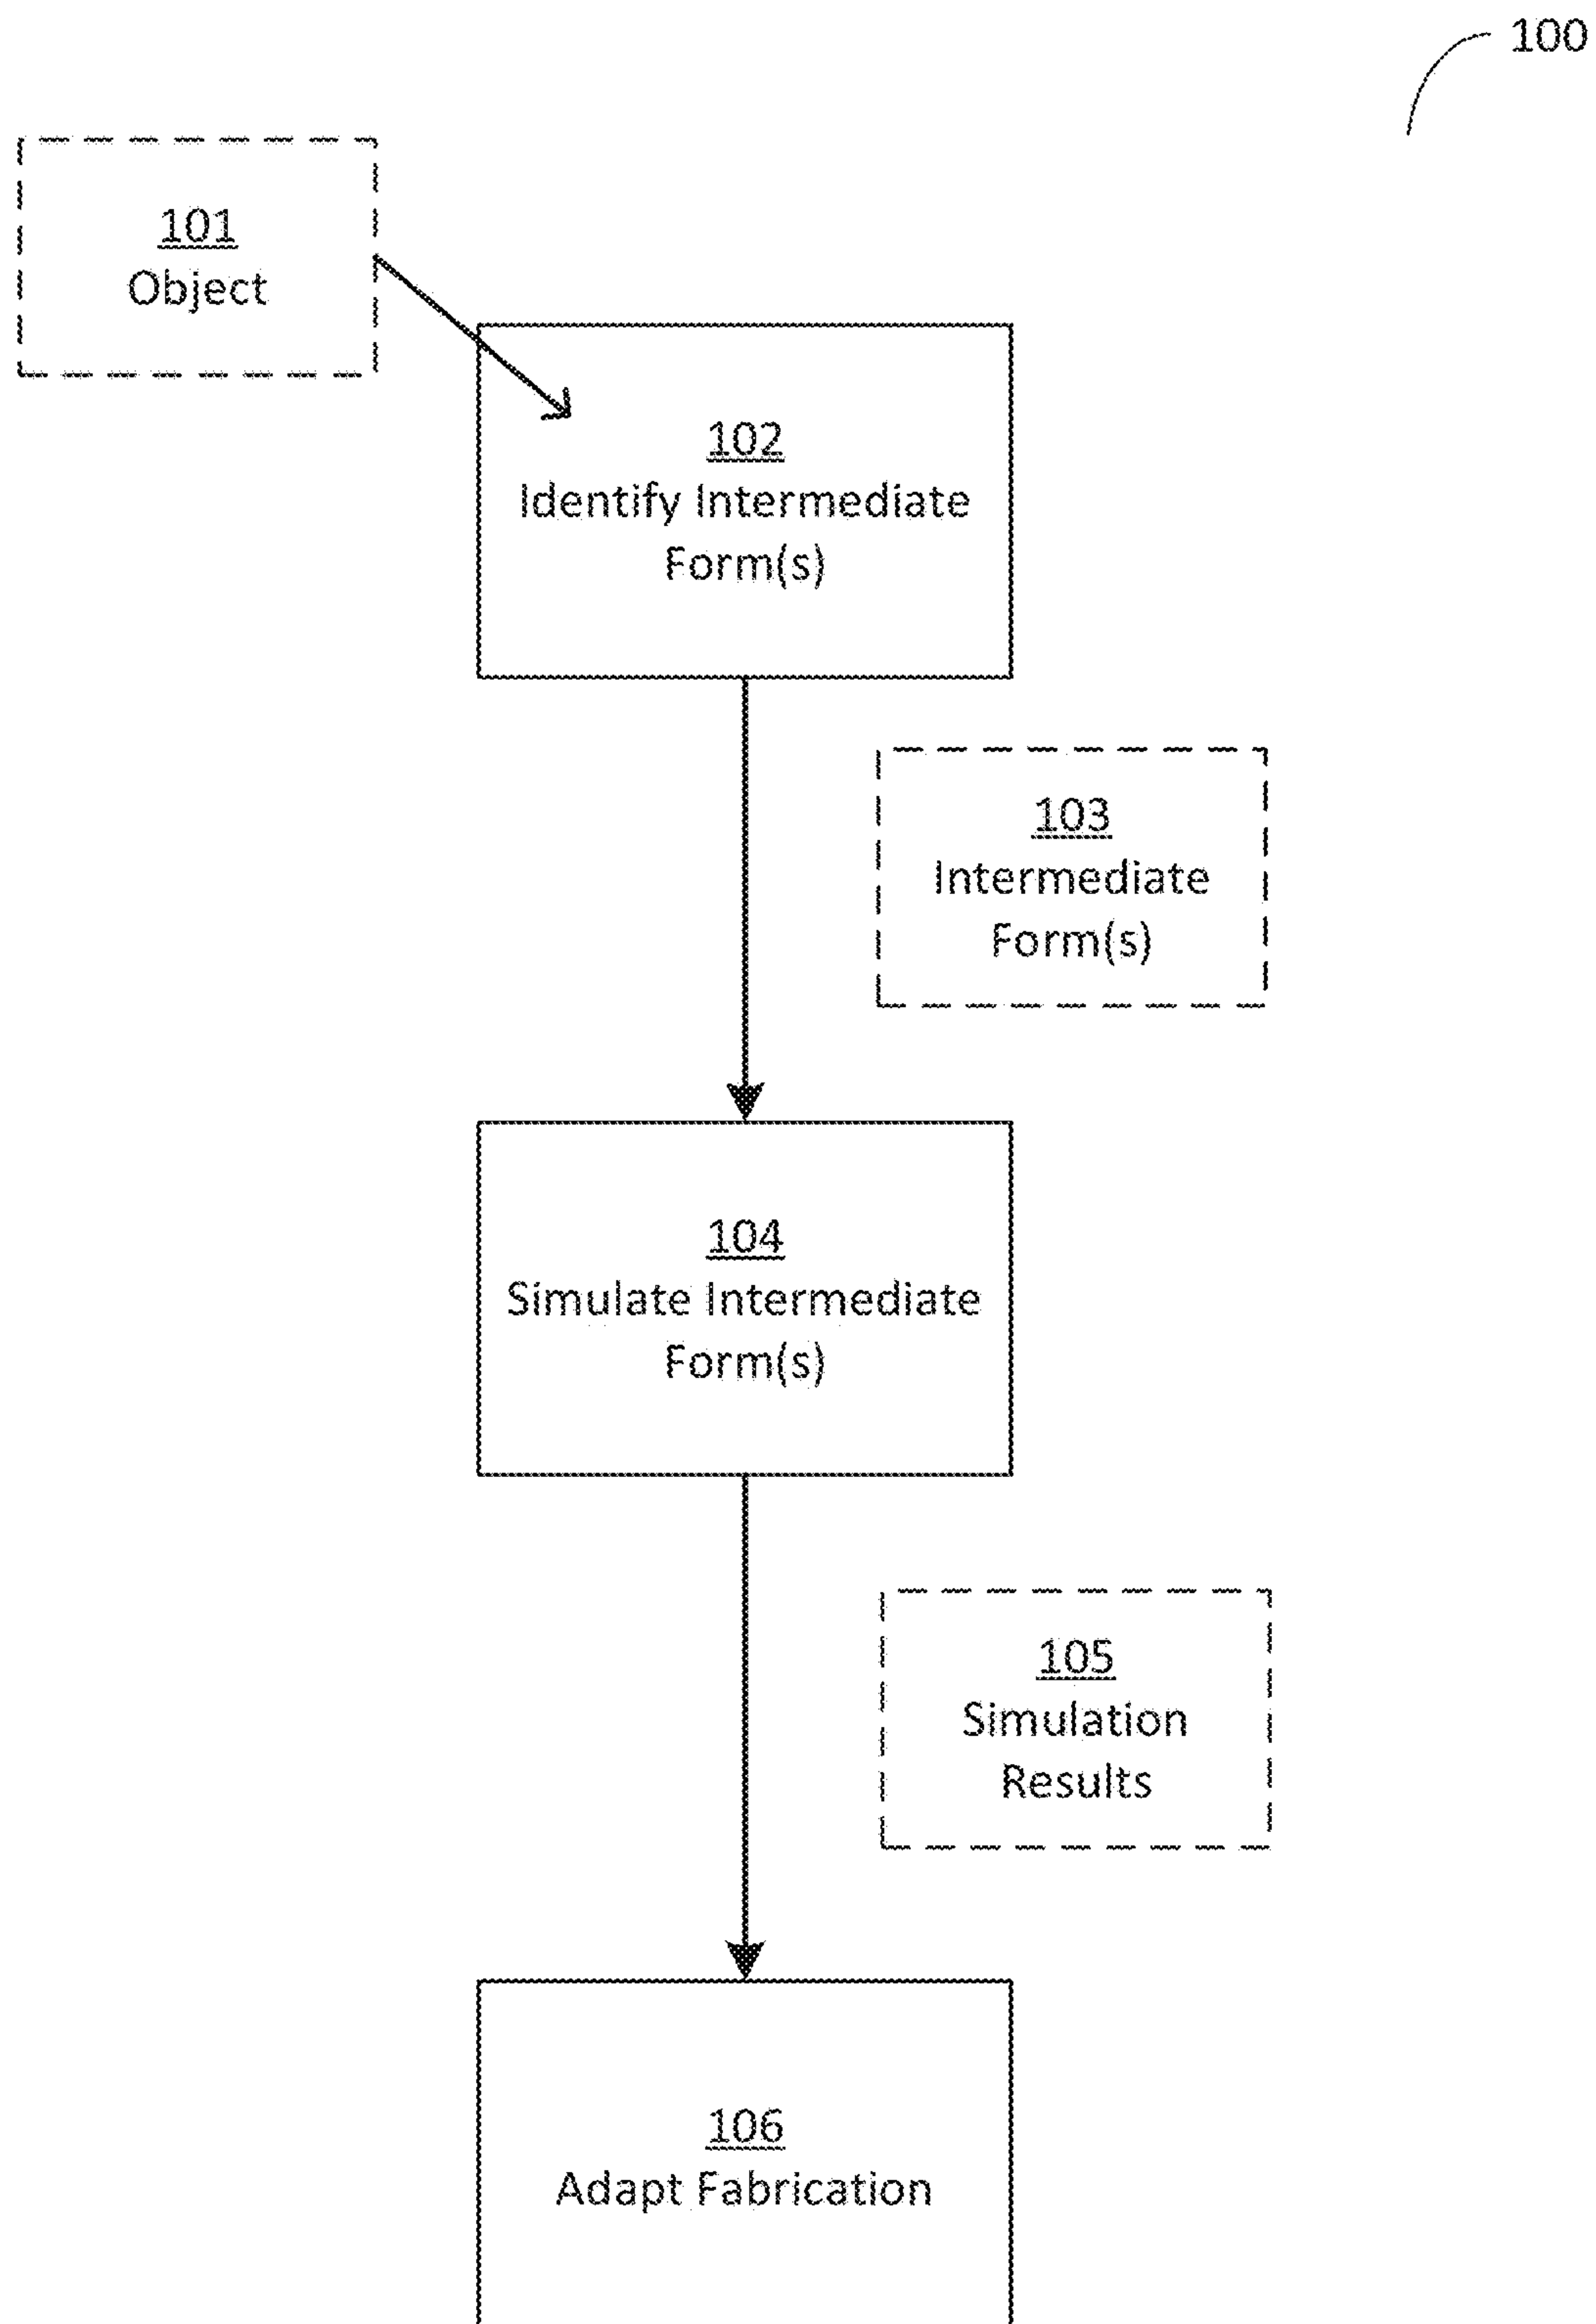 100
101
Object
102
Identify Intermediate
Form(s)
103
Intermediate
Form(s)
104
Simulate Intermediate
Form(s)
105
Simulation
Results
106
Adapt Fabrication